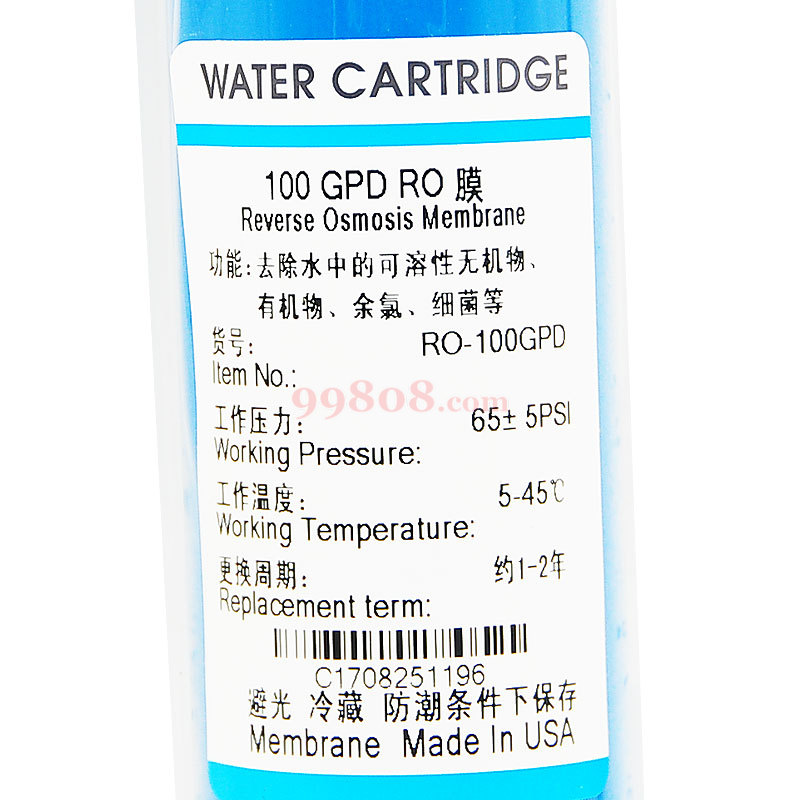 WATER CARTRIDGE
100 GPD RO 膜
Reverse Osmosis Membrane
功能:去除水中的可溶性无机物、
有机物、余氯、细菌等
货号: RO-100GPD
Item No.:
99808.com
工作压力: 65± 5PSI
Working Pressure:
工作温度: 5-45℃
Working Temperature:
更换周期: 约1-2年
Replacement term:
C1708251196
避光 冷藏 防潮条件下保存
Membrane Made In USA